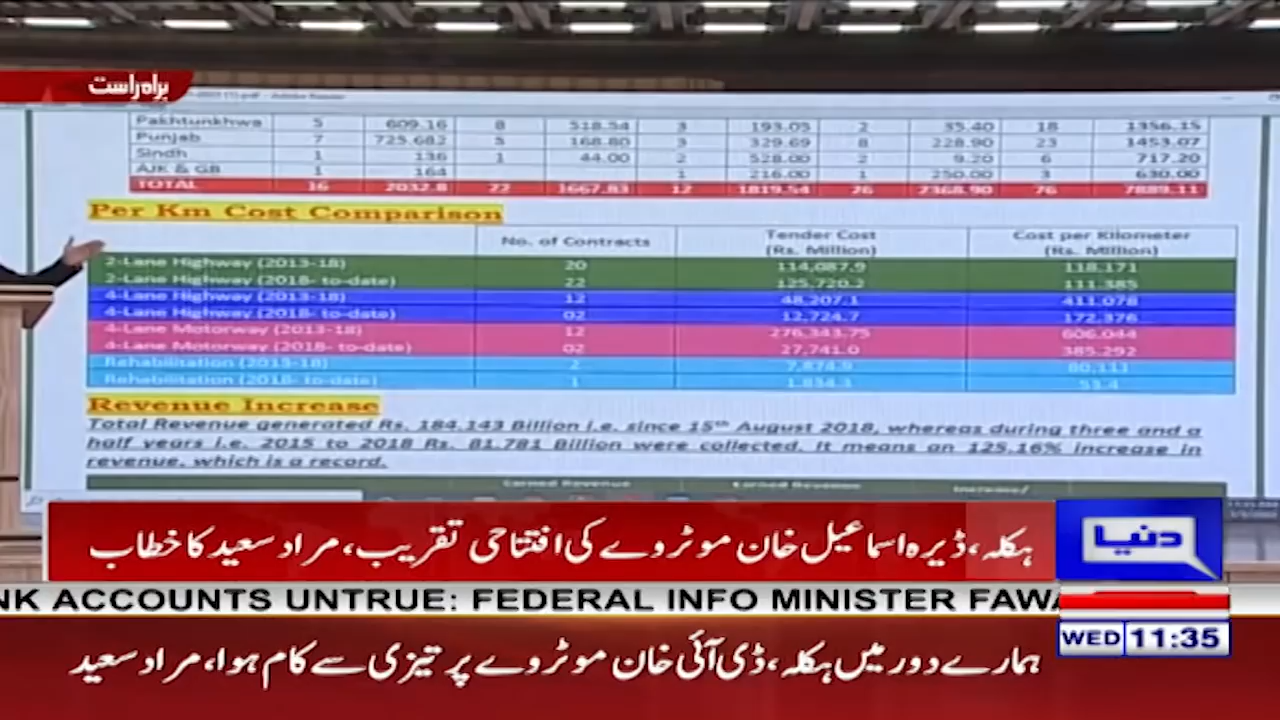 براہ راست
Pakhtunkhwa 5 609.16 8 518.54 3 193.05 2 35.40 18 1356.15
Punjab 7 725.682 5 168.80 3 329.69 8 228.90 23 1453.07
Sindh 1 136 1 44.00 2 528.00 2 9.20 6 717.20
AJK & GB 1 164 1 216.00 1 250.00 3 630.00
TOTAL 16 2032.8 22 1667.83 12 1819.54 26 2368.90 76 7889.11
Per Km Cost Comparison
No. of Contracts Tender Cost (Rs. Million) Cost per Kilometer (Rs. Million)
2-Lane Highway (2013-18) 20 114,087.9 118.171
2-Lane Highway (2018- to-date) 22 125,720.2 111.385
4-Lane Highway (2013-18) 12 48,207.1 411.078
4-Lane Highway (2018- to-date) 02 12,724.7 172.376
4-Lane Motorway (2013-18) 12 276,343.75 606.044
4-Lane Motorway (2018- to-date) 02 27,741.0 385.292
Rehabilitation (2013-18) 2 7,874.9 80.111
Rehabilitation (2018- to-date) 1 1,834.1 53.4
Revenue Increase
Total Revenue generated Rs. 184.143 Billion i.e. since 15th August 2018, whereas during three and a
half years i.e. 2015 to 2018 Rs. 81.781 Billion were collected. It means an 125.16% increase in
revenue, which is a record.
Earned Revenue Earned Revenue Increase/
ہکلہ، ڈیرہ اسماعیل خان موٹروے کی افتتاحی تقریب، مراد سعید کا خطاب
دنیا
NK ACCOUNTS UNTRUE: FEDERAL INFO MINISTER FAWA
WED 11:35
ہمارے دور میں ہکلہ، ڈی آئی خان موٹروے پر تیزی سے کام ہوا، مراد سعید